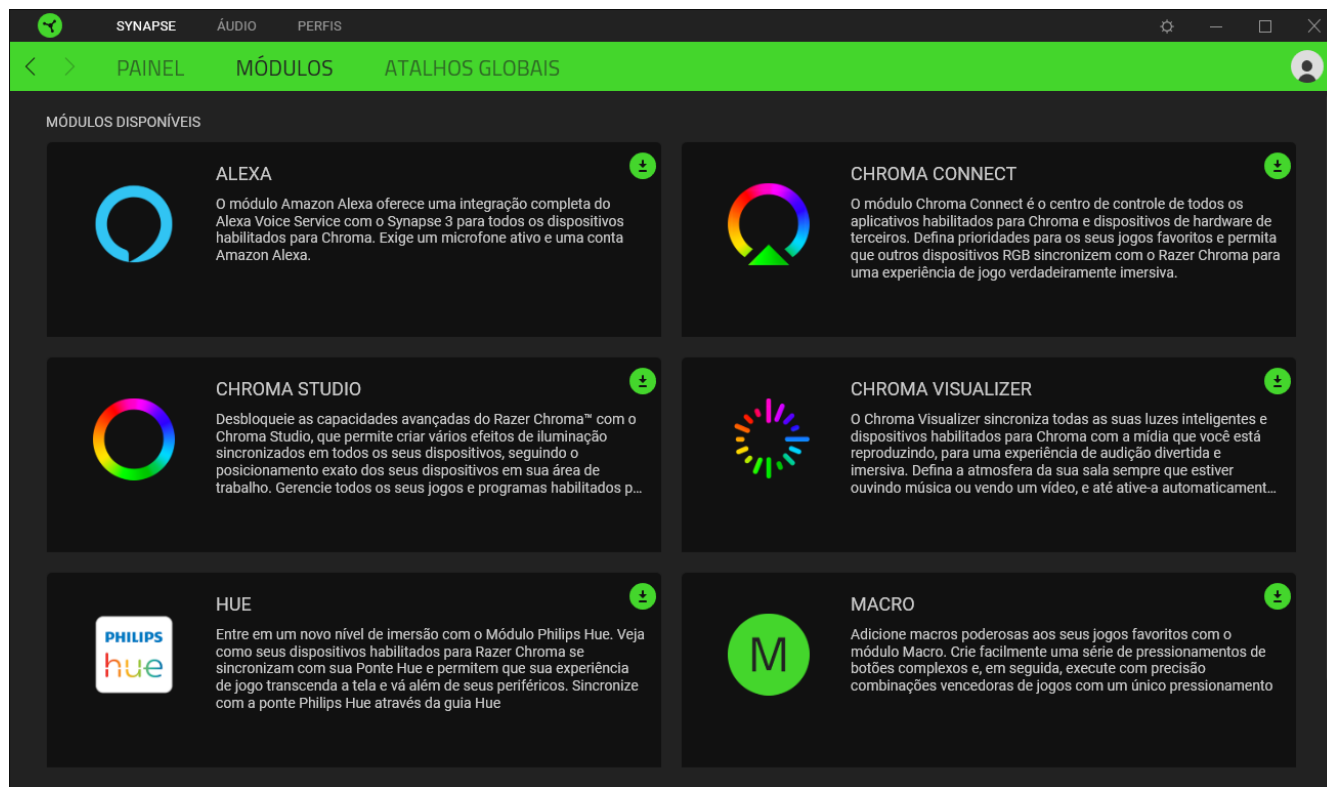 SYNAPSE ÁUDIO PERFIS
PAINEL MÓDULOS ATALHOS GLOBAIS
MÓDULOS DISPONÍVEIS
ALEXA
O módulo Amazon Alexa oferece uma integração completa do
Alexa Voice Service com o Synapse 3 para todos os dispositivos
habilitados para Chroma. Exige um microfone ativo e uma conta
Amazon Alexa.
CHROMA CONNECT
O módulo Chroma Connect é o centro de controle de todos os
aplicativos habilitados para Chroma e dispositivos de hardware de
terceiros. Defina prioridades para os seus jogos favoritos e permita
que outros dispositivos RGB sincronizem com o Razer Chroma para
uma experiência de jogo verdadeiramente imersiva.
CHROMA STUDIO
Desbloqueie as capacidades avançadas do Razer Chroma™ com o
Chroma Studio, que permite criar vários efeitos de iluminação
sincronizados em todos os seus dispositivos, seguindo o
posicionamento exato dos seus dispositivos em sua área de
trabalho. Gerencie todos os seus jogos e programas habilitados p...
CHROMA VISUALIZER
O Chroma Visualizer sincroniza todas as suas luzes inteligentes e
dispositivos habilitados para Chroma com a mídia que você está
reproduzindo, para uma experiência de audição divertida e
imersiva. Defina a atmosfera da sua sala sempre que estiver
ouvindo música ou vendo um vídeo, e até ative-a automaticament...
PHILIPS
hue
HUE
Entre em um novo nível de imersão com o Módulo Philips Hue. Veja
como seus dispositivos habilitados para Razer Chroma se
sincronizam com sua Ponte Hue e permitem que sua experiência
de jogo transcenda a tela e vá além de seus periféricos. Sincronize
com a ponte Philips Hue através da guia Hue
M
MACRO
Adicione macros poderosas aos seus jogos favoritos com o
módulo Macro. Crie facilmente uma série de pressionamentos de
botões complexos e, em seguida, execute com precisão
combinações vencedoras de jogos com um único pressionamento